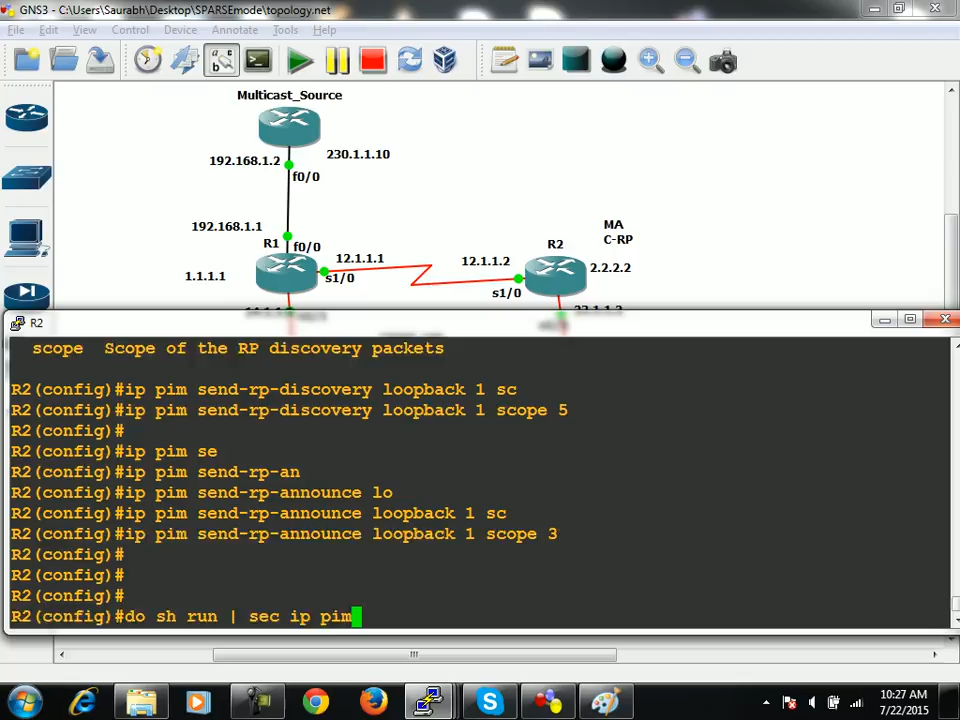 GNS3 - C:\Users\Saurabh\Desktop\SPARSEmode\topology.net
File Edit View Control Device Annotate Tools Help
Multicast_Source
192.168.1.2
230.1.1.10
f0/0
192.168.1.1
R1
f0/0
12.1.1.1
1.1.1.1
s1/0
MA
C-RP
R2
12.1.1.2
2.2.2.2
s1/0
R2
scope Scope of the RP discovery packets
R2(config)#ip pim send-rp-discovery loopback 1 sc
R2(config)#ip pim send-rp-discovery loopback 1 scope 5
R2(config)#
R2(config)#ip pim se
R2(config)#ip pim send-rp-an
R2(config)#ip pim send-rp-announce lo
R2(config)#ip pim send-rp-announce loopback 1 sc
R2(config)#ip pim send-rp-announce loopback 1 scope 3
R2(config)#
R2(config)#
R2(config)#
R2(config)#do sh run | sec ip pim
10:27 AM
7/22/2015